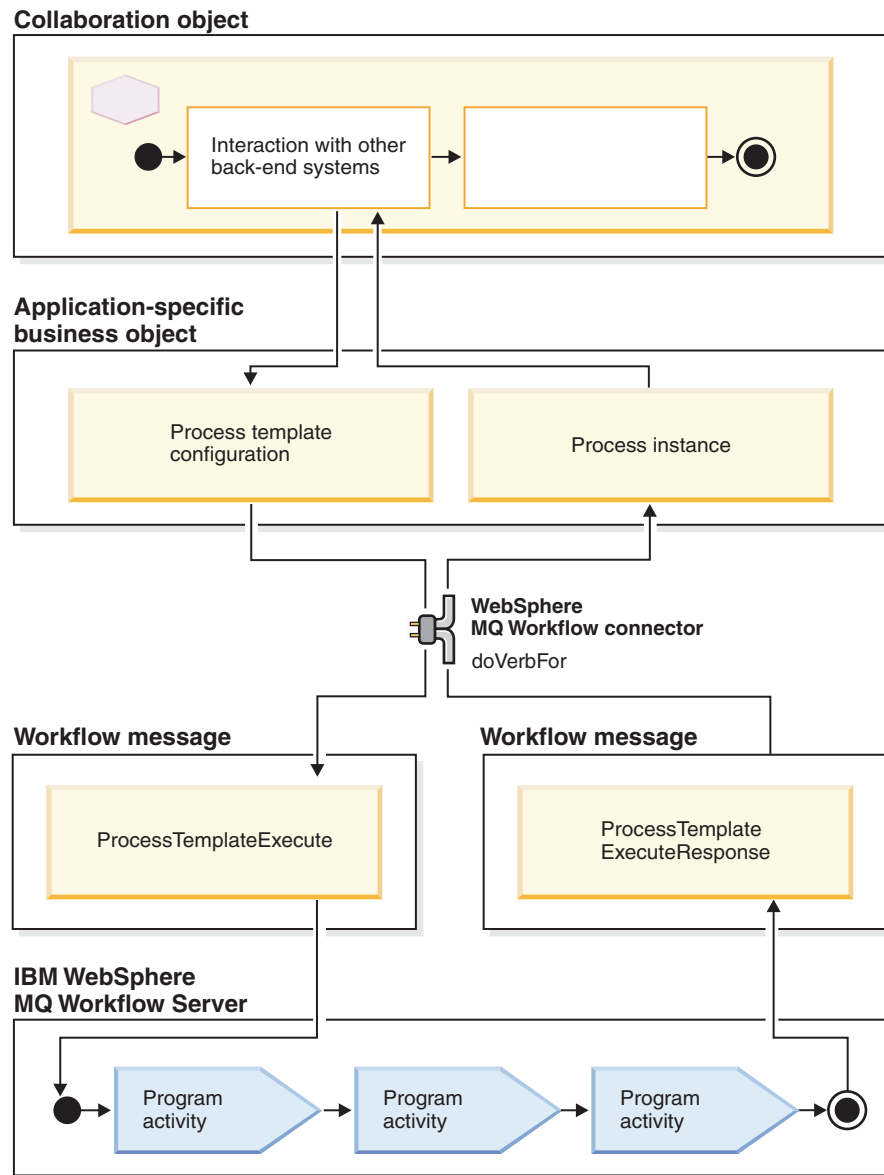 Collaboration object
Interaction with other
back-end systems
Application-specific
business object
Process template
configuration
Process instance
WebSphere
MQ Workflow connector
doVerbFor
Workflow message
Workflow message
ProcessTemplateExecute
ProcessTemplate
ExecuteResponse
IBM WebSphere
MQ Workflow Server
Program
activity
Program
activity
Program
activity